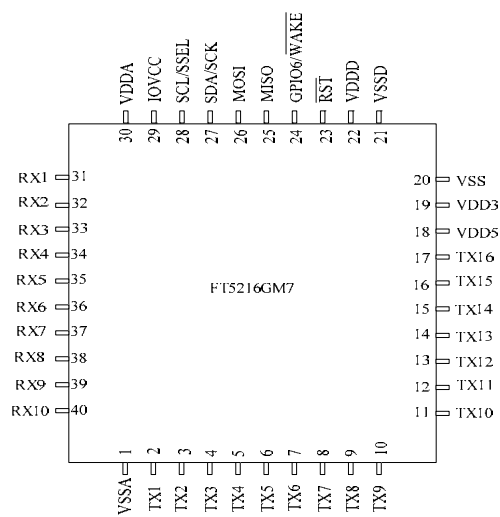 VDDA
IOVCC
SCL/SSEL
SDA/SCK
MOSI
MISO
GPIO6/WAKE
RST
VDDD
VSSD
30
29
28
27
26
25
24
23
22
21
RX1 31
RX2 32
RX3 33
RX4 34
RX5 35
RX6 36
RX7 37
RX8 38
RX9 39
RX10 40
FT5216GM7
20 VSS
19 VDD3
18 VDD5
17 TX16
16 TX15
15 TX14
14 TX13
13 TX12
12 TX11
11 TX10
1
2
3
4
5
6
7
8
9
10
VSSA
TX1
TX2
TX3
TX4
TX5
TX6
TX7
TX8
TX9